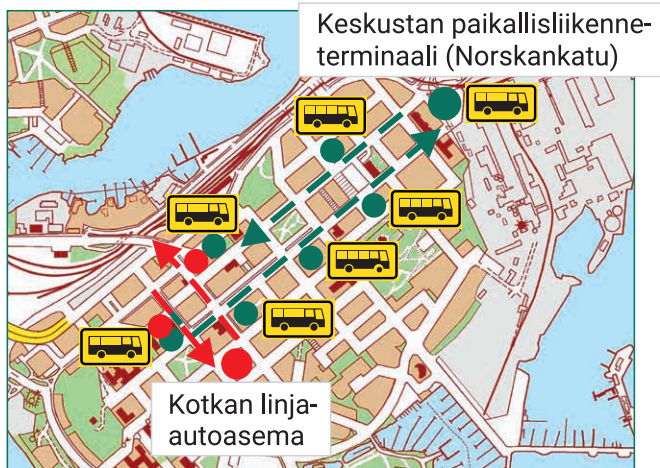 Keskustan paikallisliikenne-
terminaali (Norskankatu)
Kotkan linja-
autoasema